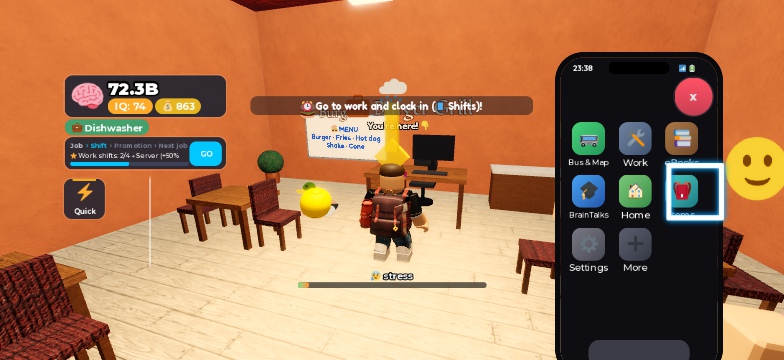 72.3B
IQ: 74
863
Dishwasher
Job › Shift › Promotion › Next job
Work shifts: 2/4 → Server (+50%
GO
Quick
Go to work and clock in (Shifts)!
You're here!
MENU
Burger · Fries · Hot dog
Shake · Cone
stress
23:38
X
Bus & Map
Work
BrainTalks
Home
Settings
More